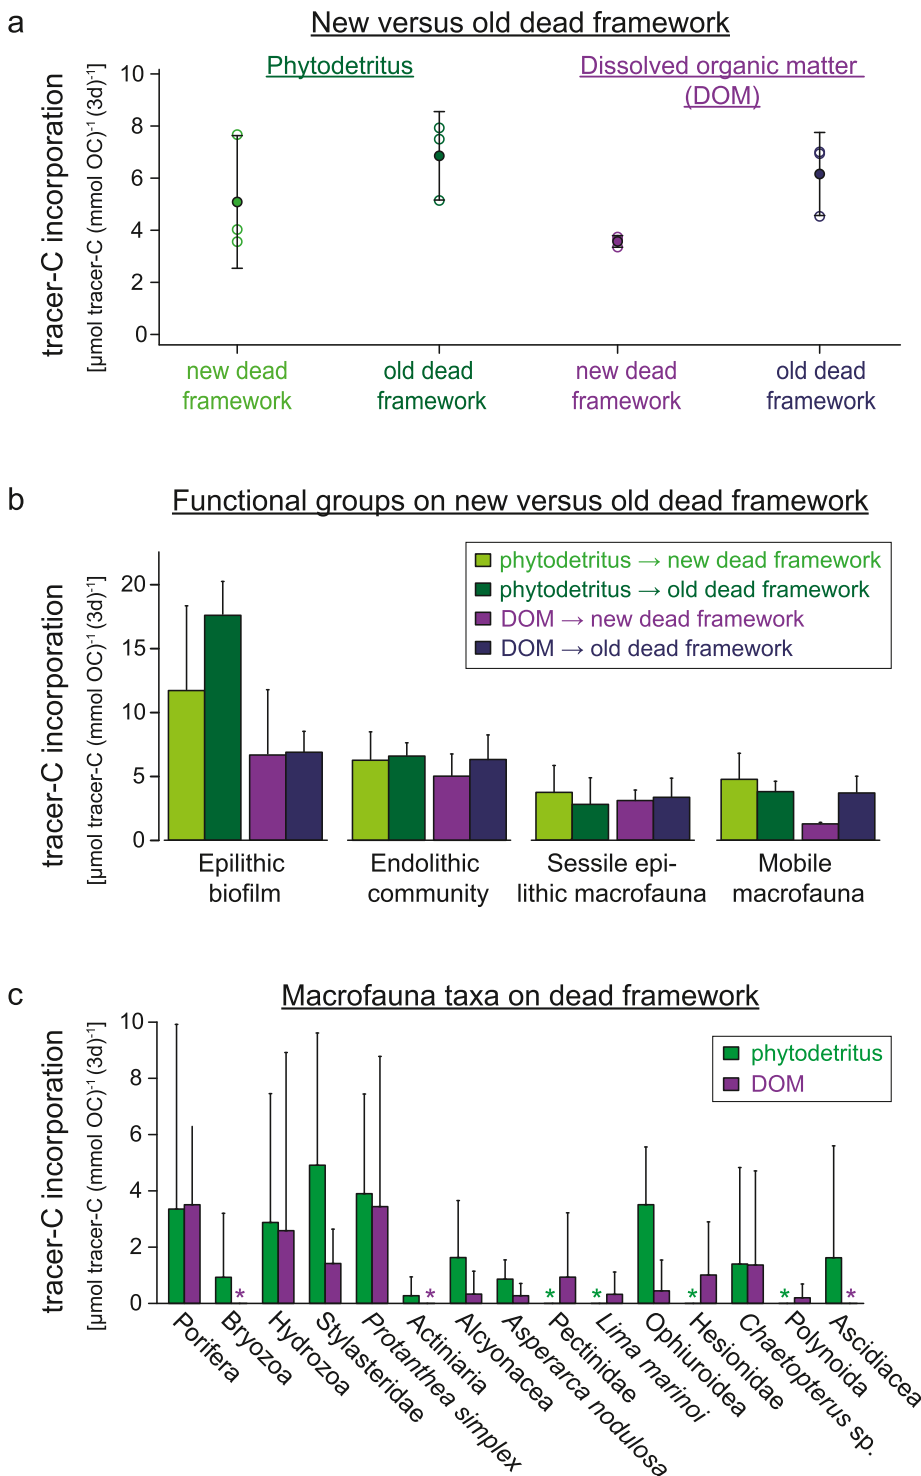 a
New versus old dead framework
Phytodetritus
Dissolved organic matter
(DOM)
tracer-C incorporation
[µmol tracer-C (mmol OC)⁻¹ (3d)⁻¹]
10
8
6
4
2
0
new dead
framework
old dead
framework
new dead
framework
old dead
framework
b
Functional groups on new versus old dead framework
phytodetritus → new dead framework
phytodetritus → old dead framework
DOM → new dead framework
DOM → old dead framework
tracer-C incorporation
[µmol tracer-C (mmol OC)⁻¹ (3d)⁻¹]
20
15
10
5
0
Epilithic
biofilm
Endolithic
community
Sessile epi-
lithic macrofauna
Mobile
macrofauna
c
Macrofauna taxa on dead framework
phytodetritus
DOM
tracer-C incorporation
[µmol tracer-C (mmol OC)⁻¹ (3d)⁻¹]
10
8
6
4
2
0
* * * * * * *
Porifera
Bryozoa
Hydrozoa
Stylasteridae
Protanthea simplex
Actiniaria
Alcyonacea
Asperarca nodulosa
Pectinidae
Lima marinoi
Ophiuroidea
Hesionidae
Chaetopterus sp.
Polynoida
Ascidiacea